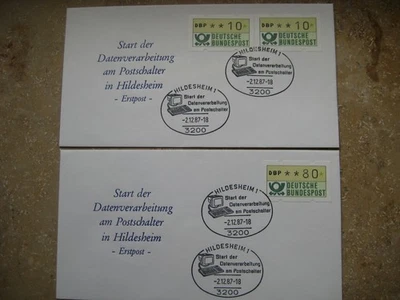 DBP ** 10
DEUTSCHE
BUNDESPOST
DBP ** 10
DEUTSCHE
BUNDESPOST
Start der
Datenverarbeitung
am Postschalter
in Hildesheim
- Erstpost -
HILDESHEIM 1
Start der
Datenverarbeitung
am Postschalter
-2.12.87-18
3200
HILDESHEIM 1
Start der
Datenverarbeitung
am Postschalter
-2.12.87-18
3200
DBP ** 80
DEUTSCHE
BUNDESPOST
Start der
Datenverarbeitung
am Postschalter
in Hildesheim
- Erstpost -
HILDESHEIM 1
Start der
Datenverarbeitung
am Postschalter
-2.12.87-18
3200
HILDESHEIM 1
Start der
Datenverarbeitung
am Postschalter
-2.12.87-18
3200